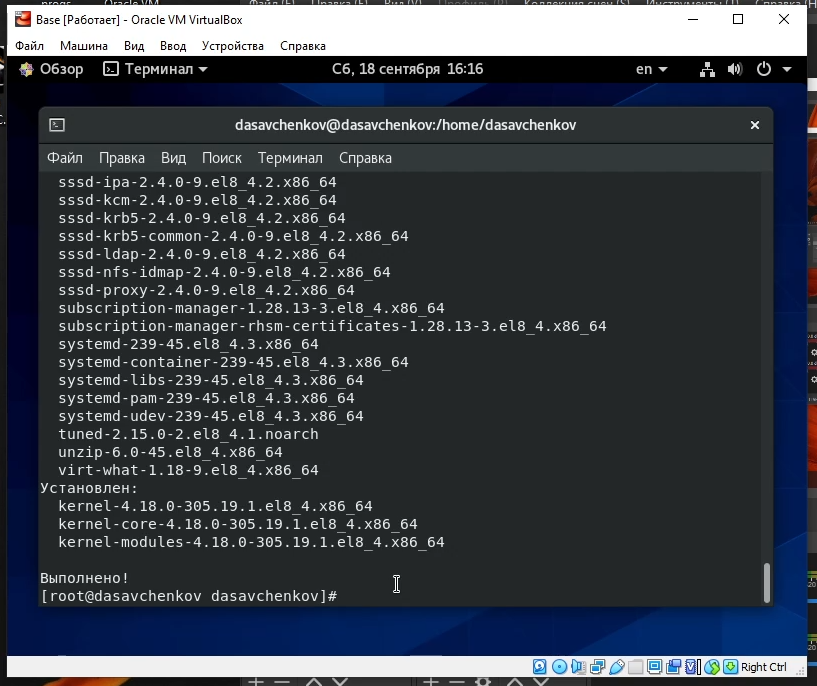 Base [Работает] - Oracle VM VirtualBox
Файл Машина Вид Ввод Устройства Справка
Обзор Терминал Сб, 18 сентября 16:16 en
dasavchenkov@dasavchenkov:/home/dasavchenkov
Файл Правка Вид Поиск Терминал Справка
sssd-ipa-2.4.0-9.el8_4.2.x86_64
sssd-kcm-2.4.0-9.el8_4.2.x86_64
sssd-krb5-2.4.0-9.el8_4.2.x86_64
sssd-krb5-common-2.4.0-9.el8_4.2.x86_64
sssd-ldap-2.4.0-9.el8_4.2.x86_64
sssd-nfs-idmap-2.4.0-9.el8_4.2.x86_64
sssd-proxy-2.4.0-9.el8_4.2.x86_64
subscription-manager-1.28.13-3.el8_4.x86_64
subscription-manager-rhsm-certificates-1.28.13-3.el8_4.x86_64
systemd-239-45.el8_4.3.x86_64
systemd-container-239-45.el8_4.3.x86_64
systemd-libs-239-45.el8_4.3.x86_64
systemd-pam-239-45.el8_4.3.x86_64
systemd-udev-239-45.el8_4.3.x86_64
tuned-2.15.0-2.el8_4.1.noarch
unzip-6.0-45.el8_4.x86_64
virt-what-1.18-9.el8_4.x86_64
Установлен:
kernel-4.18.0-305.19.1.el8_4.x86_64
kernel-core-4.18.0-305.19.1.el8_4.x86_64
kernel-modules-4.18.0-305.19.1.el8_4.x86_64
Выполнено!
[root@dasavchenkov dasavchenkov]#
Right Ctrl